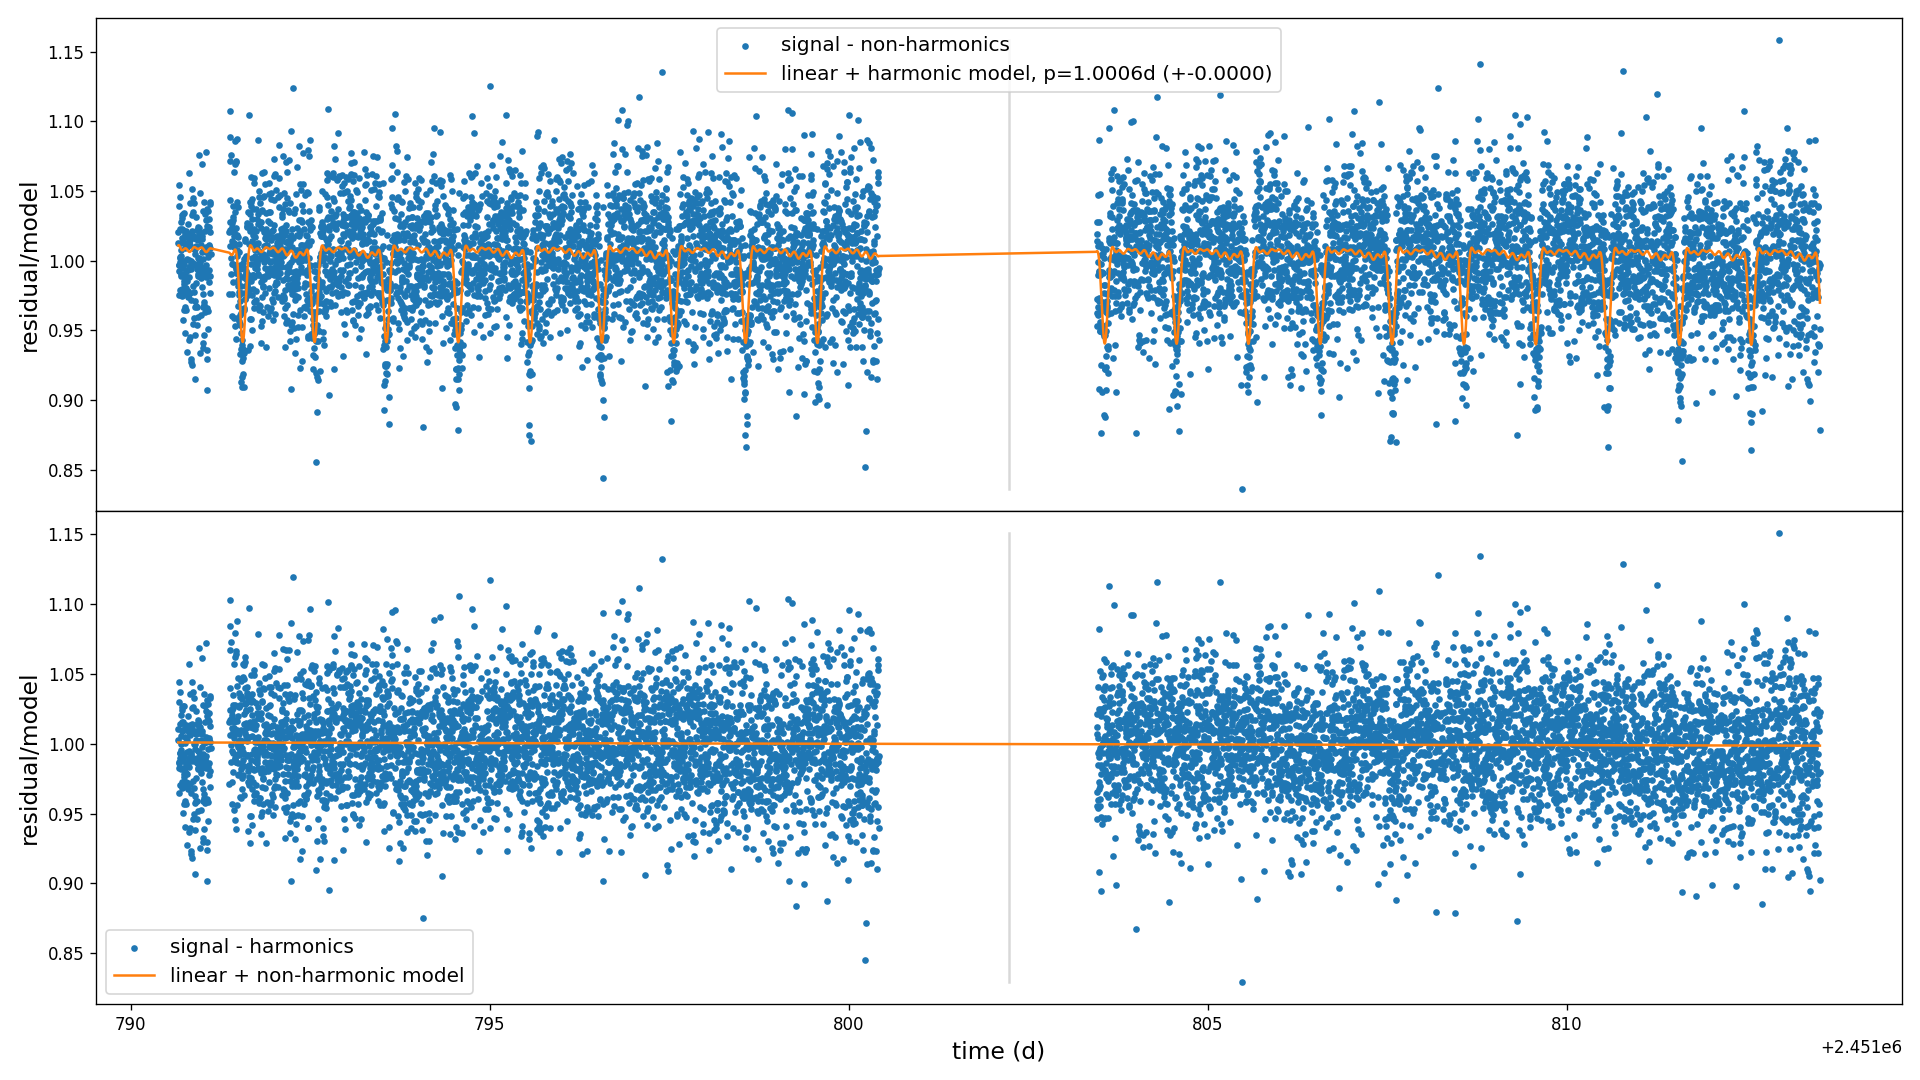 signal - non-harmonics
linear + harmonic model, p=1.0006d (+-0.0000)
residual/model
1.15
1.10
1.05
1.00
0.95
0.90
0.85
residual/model
1.15
1.10
1.05
1.00
0.95
0.90
0.85
signal - harmonics
linear + non-harmonic model
790
795
800
805
810
time (d)
+2.451e6